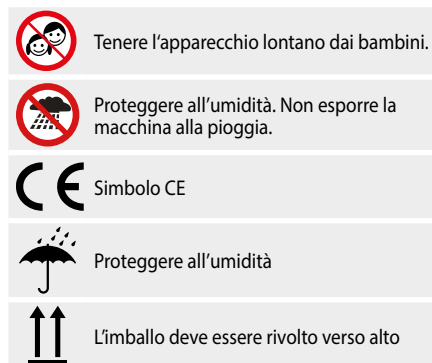 Tenere l‘apparecchio lontano dai bambini.
Proteggere all’umidità. Non esporre la
macchina alla pioggia.
CE
Simbolo CE
Proteggere all’umidità
L’imballo deve essere rivolto verso alto